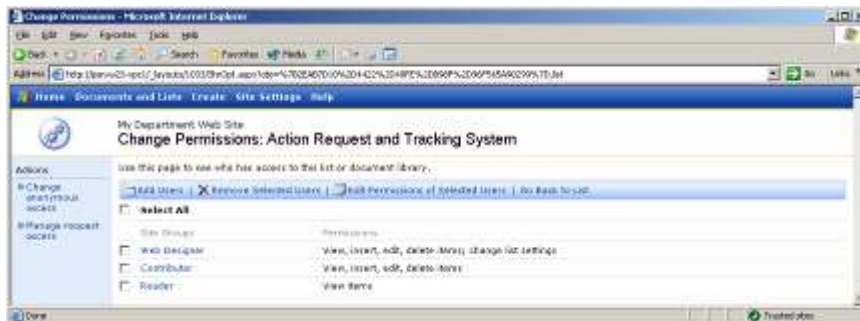 Change Permissions - Microsoft Internet Explorer
File Edit View Favorites Tools Help
Back Search Favorites Media
Address Go Links
Home Documents and Lists Create Site Settings Help
My Department Web Site
Change Permissions: Action Request and Tracking System
Actions
Change anonymous access
Manage request access
Use this page to see who has access to this list or document library.
Add Users | Remove Selected Users | Edit Permissions of Selected Users | Go Back to List
Select All
Site Groups Permissions
Web Designer View, insert, edit, delete items; change list settings
Contributor View, insert, edit, delete items
Reader View items
Done Trusted sites